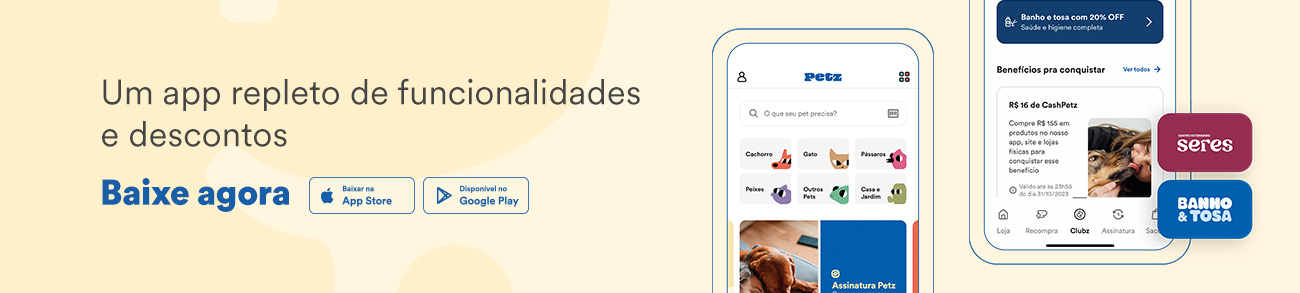 Um app repleto de funcionalidades
e descontos
Baixe agora
Baixar na
App Store
Disponível no
Google Play
Petz
O que seu pet precisa?
Cachorro
Gato
Pássaros
Peixes
Outros
Pets
Casa e
Jardim
Assinatura Petz
Banho e tosa com 20% OFF
Saúde e higiene completa
Benefícios pra conquistar
Ver todos
R$ 16 de CashPetz
Compre R$ 155 em
produtos no nosso
app, site e lojas
físicas para
conquistar esse
benefício
Válido até às 23h59
do dia 31/10/2023
Loja
Recompra
Clubz
Assinatura
CENTRO VETERINÁRIO
seres
BANHO
& TOSA